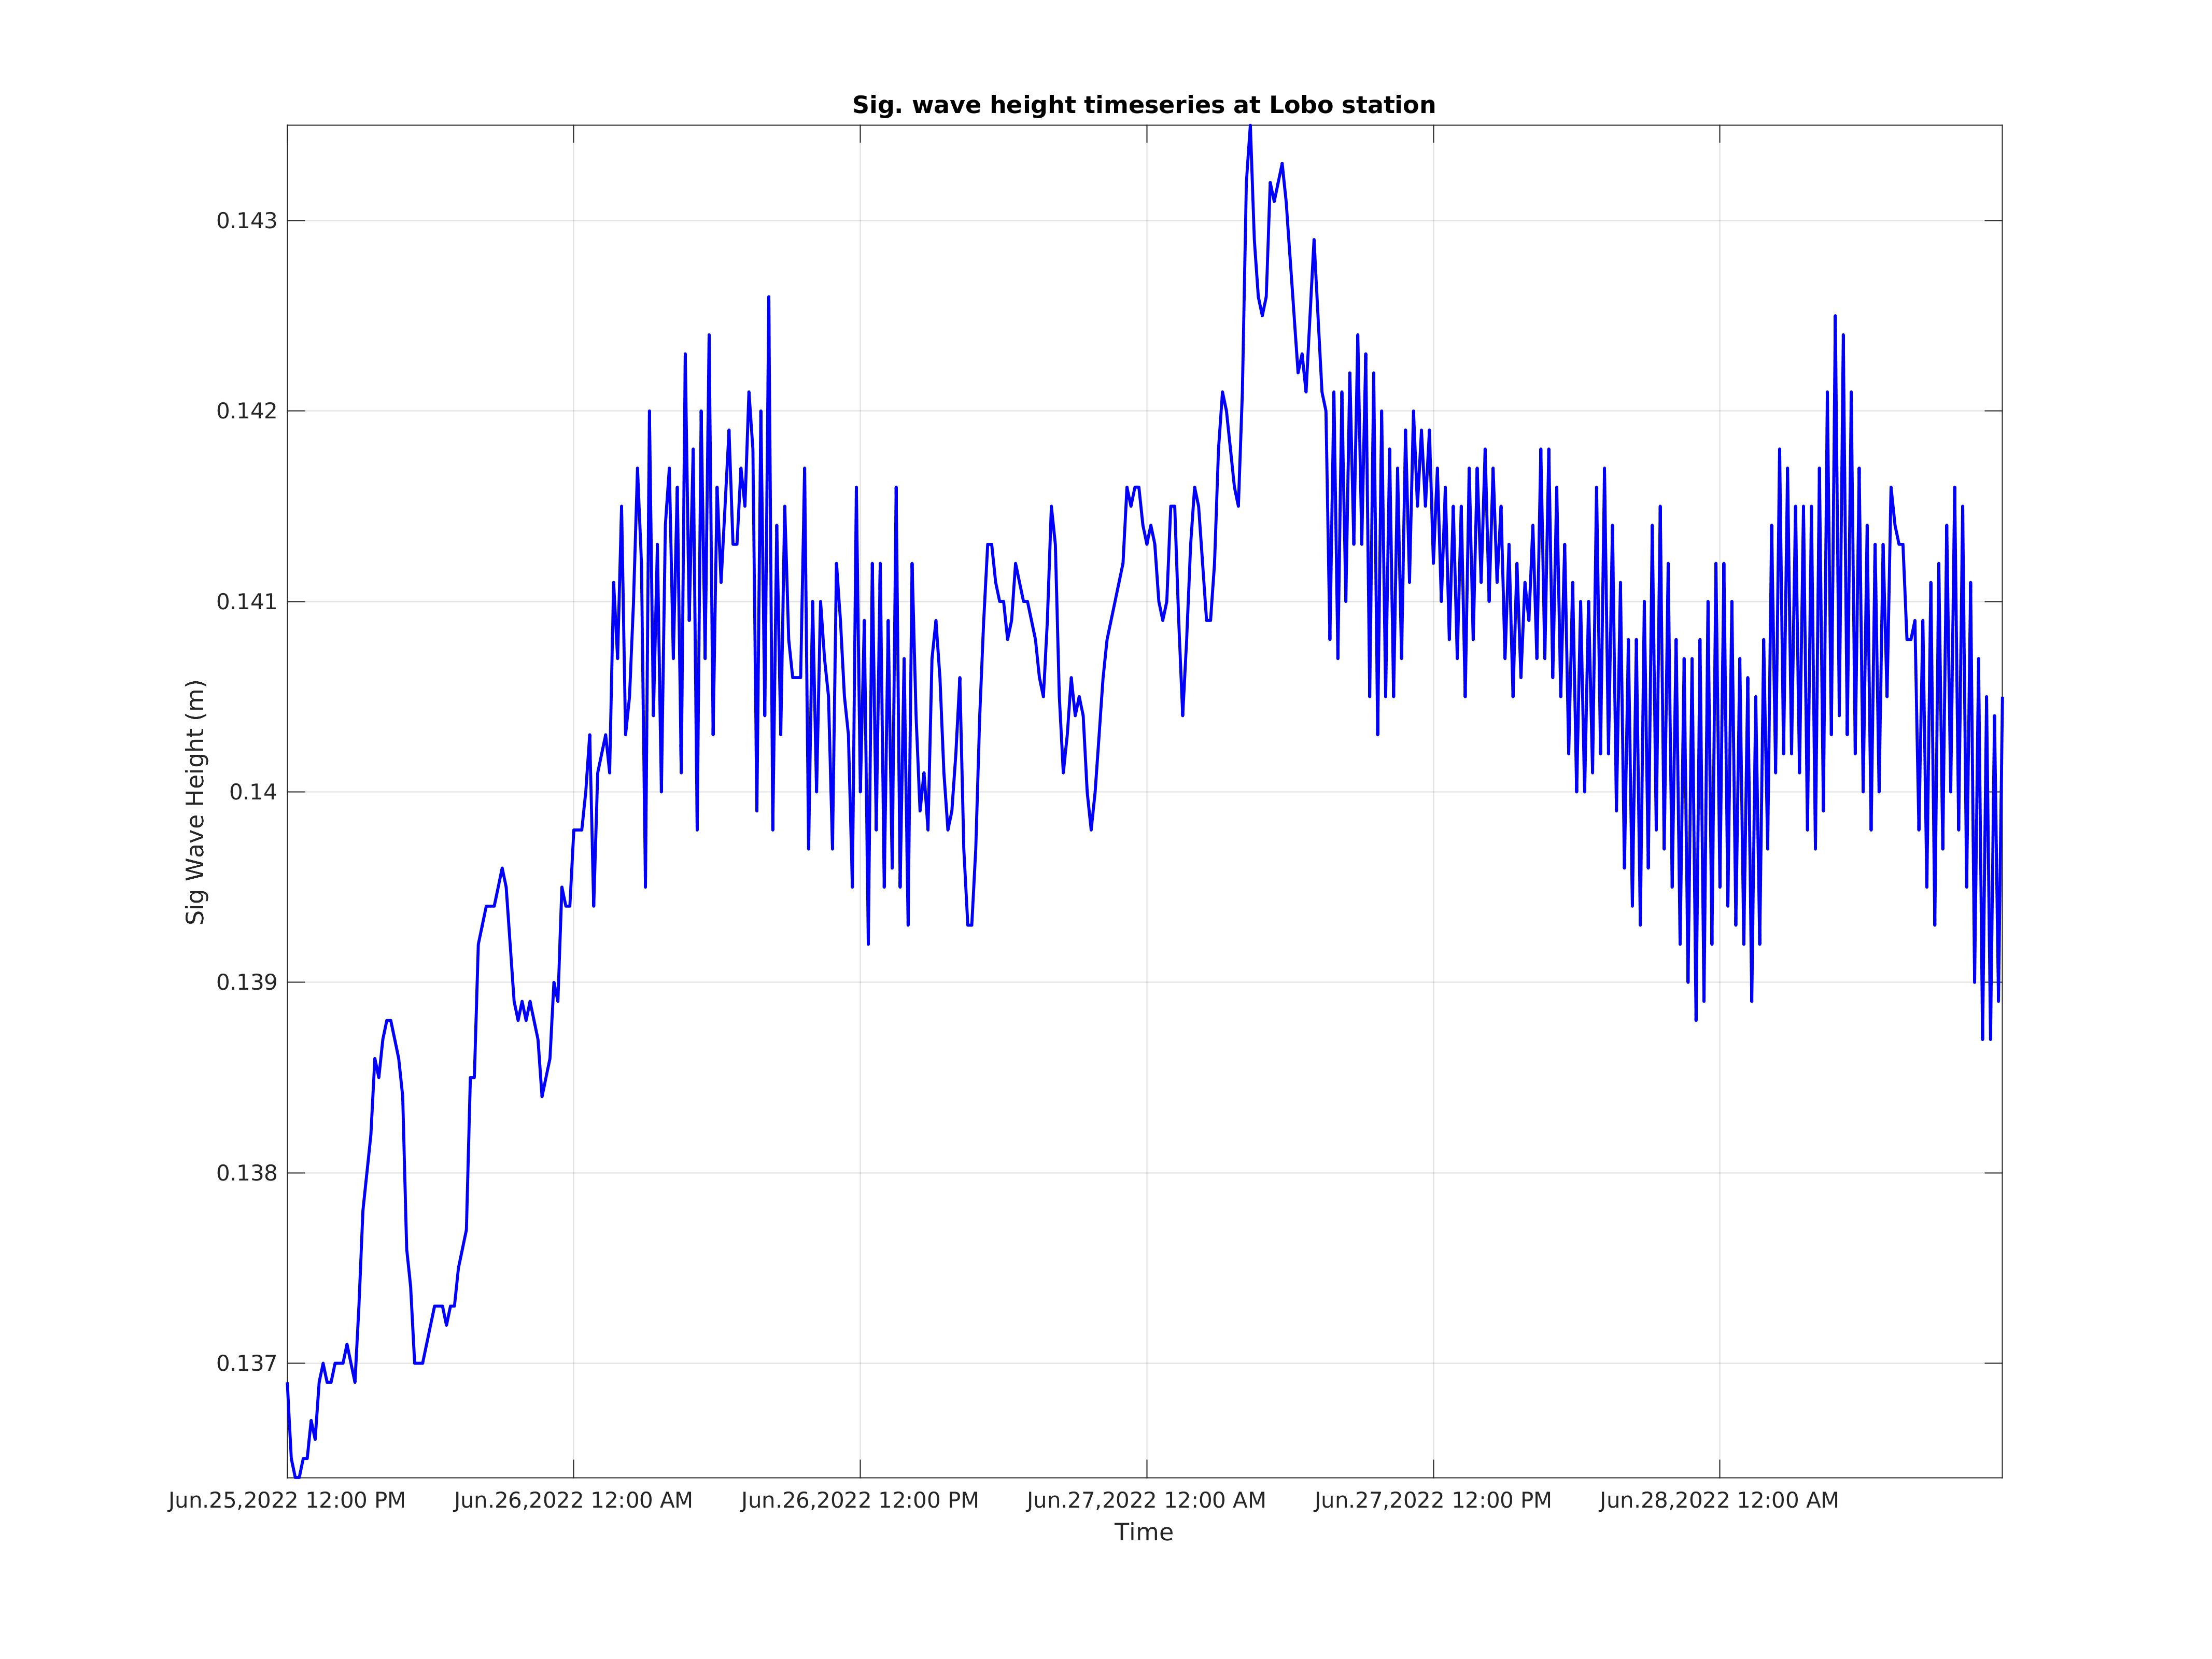 Sig. wave height timeseries at Lobo station
0.143
0.142
0.141
0.14
0.139
0.138
0.137
Sig Wave Height (m)
Jun.25,2022 12:00 PM
Jun.26,2022 12:00 AM
Jun.26,2022 12:00 PM
Jun.27,2022 12:00 AM
Jun.27,2022 12:00 PM
Jun.28,2022 12:00 AM
Time